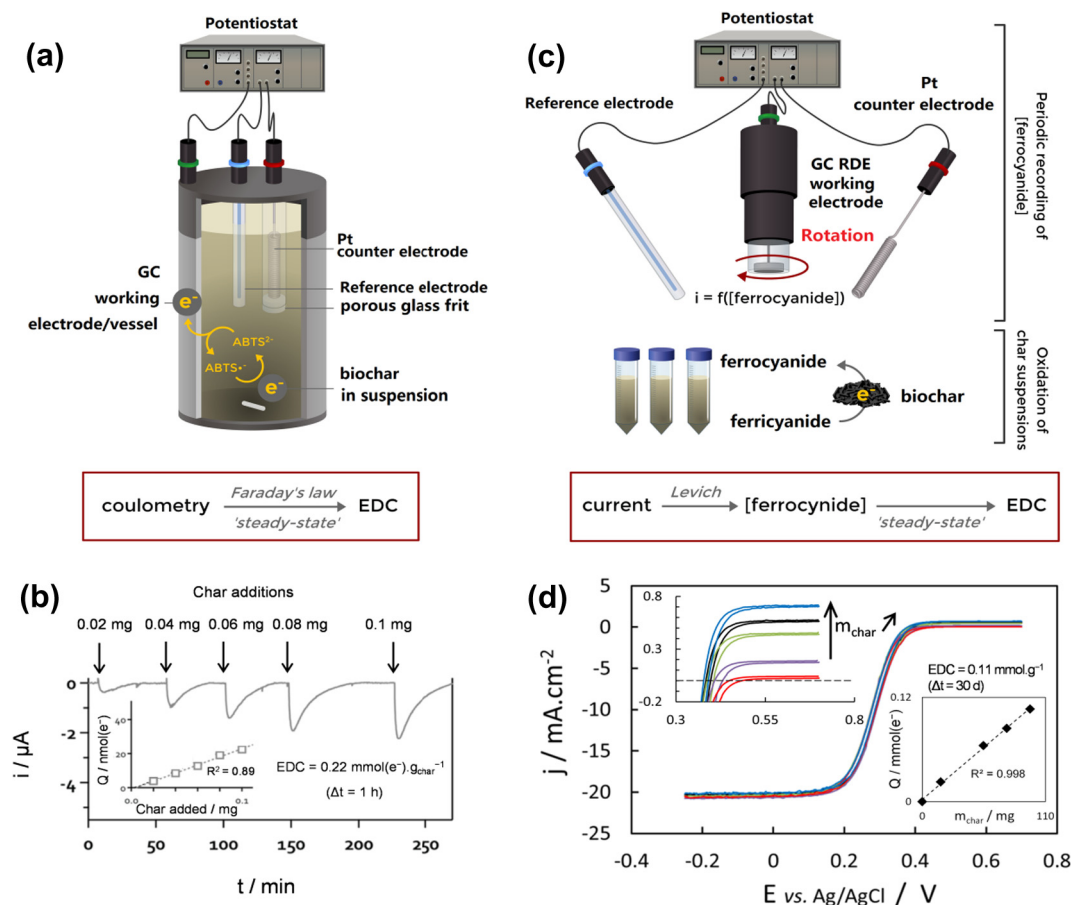 (a)
Potentiostat
GC
working
electrode/vessel
Pt
counter electrode
Reference electrode
porous glass frit
e⁻
ABTS²⁻
ABTS•⁻
e⁻
biochar
in suspension
coulometry
Faraday's law
'steady-state'
EDC
(c)
Potentiostat
Reference electrode
Pt
counter electrode
GC RDE
working
electrode
Rotation
i = f([ferrocyanide])
Periodic recording of
[ferrocyanide]
ferrocyanide
ferricyanide
e⁻
biochar
Oxidation of
char suspensions
current
Levich
[ferrocynide]
'steady-state'
EDC
(b)
Char additions
0.02 mg
0.04 mg
0.06 mg
0.08 mg
0.1 mg
i / µA
0
-2
-4
Q / nmol(e⁻)
40
20
0
R² = 0.89
0.0
0.1
Char added / mg
EDC = 0.22 mmol(e⁻).g char⁻¹
(Δt = 1 h)
0
50
100
150
200
250
t / min
(d)
j / mA.cm⁻²
5
0
-5
-10
-15
-20
-25
0.8
0.3
-0.2
0.3
0.55
0.8
m char
EDC = 0.11 mmol.g⁻¹
(Δt = 30 d)
Q / mmol(e⁻)
0.12
0
R² = 0.998
0
m char / mg
110
-0.4
-0.2
0
0.2
0.4
0.6
0.8
E vs. Ag/AgCl / V